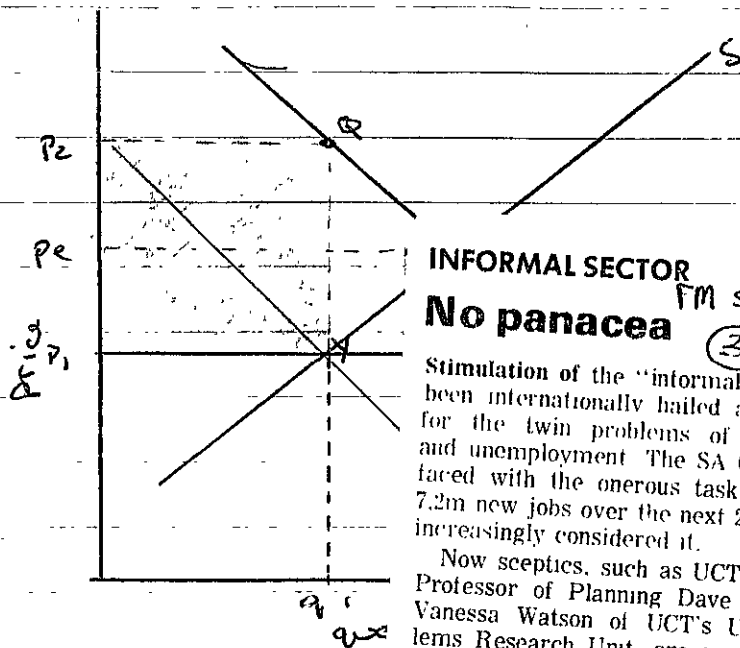 S
Q
P2
Pe
P1
q1
INFORMAL SECTOR
FM
No panacea
Stimulation of the "informal
been internationally hailed a
for the twin problems of
and unemployment The SA
faced with the onerous task
7,2m new jobs over the next 2
increasingly considered it.
Now sceptics, such as UCT
Professor of Planning Dave
Vanessa Watson of UCT's U
lems Research Unit,